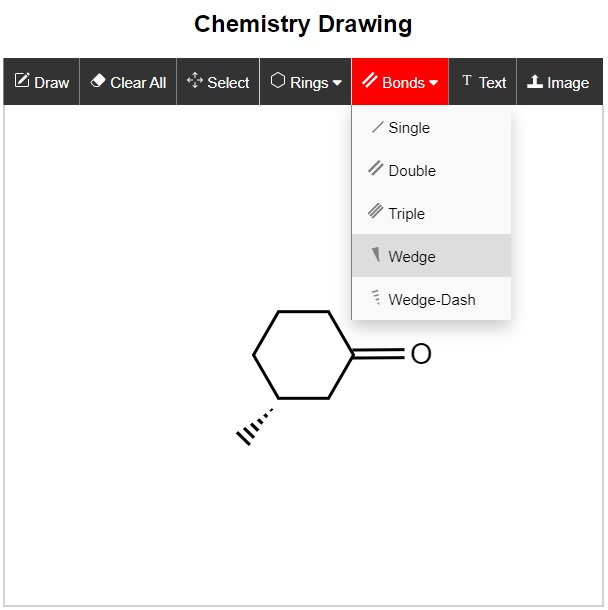 Chemistry Drawing
Draw Clear All Select Rings Bonds T Text Image
Single
Double
Triple
Wedge
Wedge-Dash
O